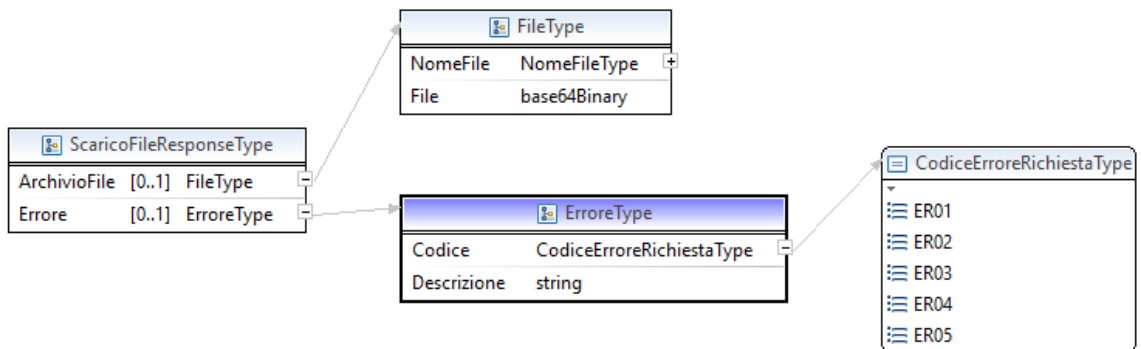 FileType
NomeFile NomeFileType
File base64Binary
ScaricoFileResponseType
ArchivioFile [0..1] FileType
Errore [0..1] ErroreType
ErroreType
Codice CodiceErroreRichiestaType
Descrizione string
CodiceErroreRichiestaType
ER01
ER02
ER03
ER04
ER05